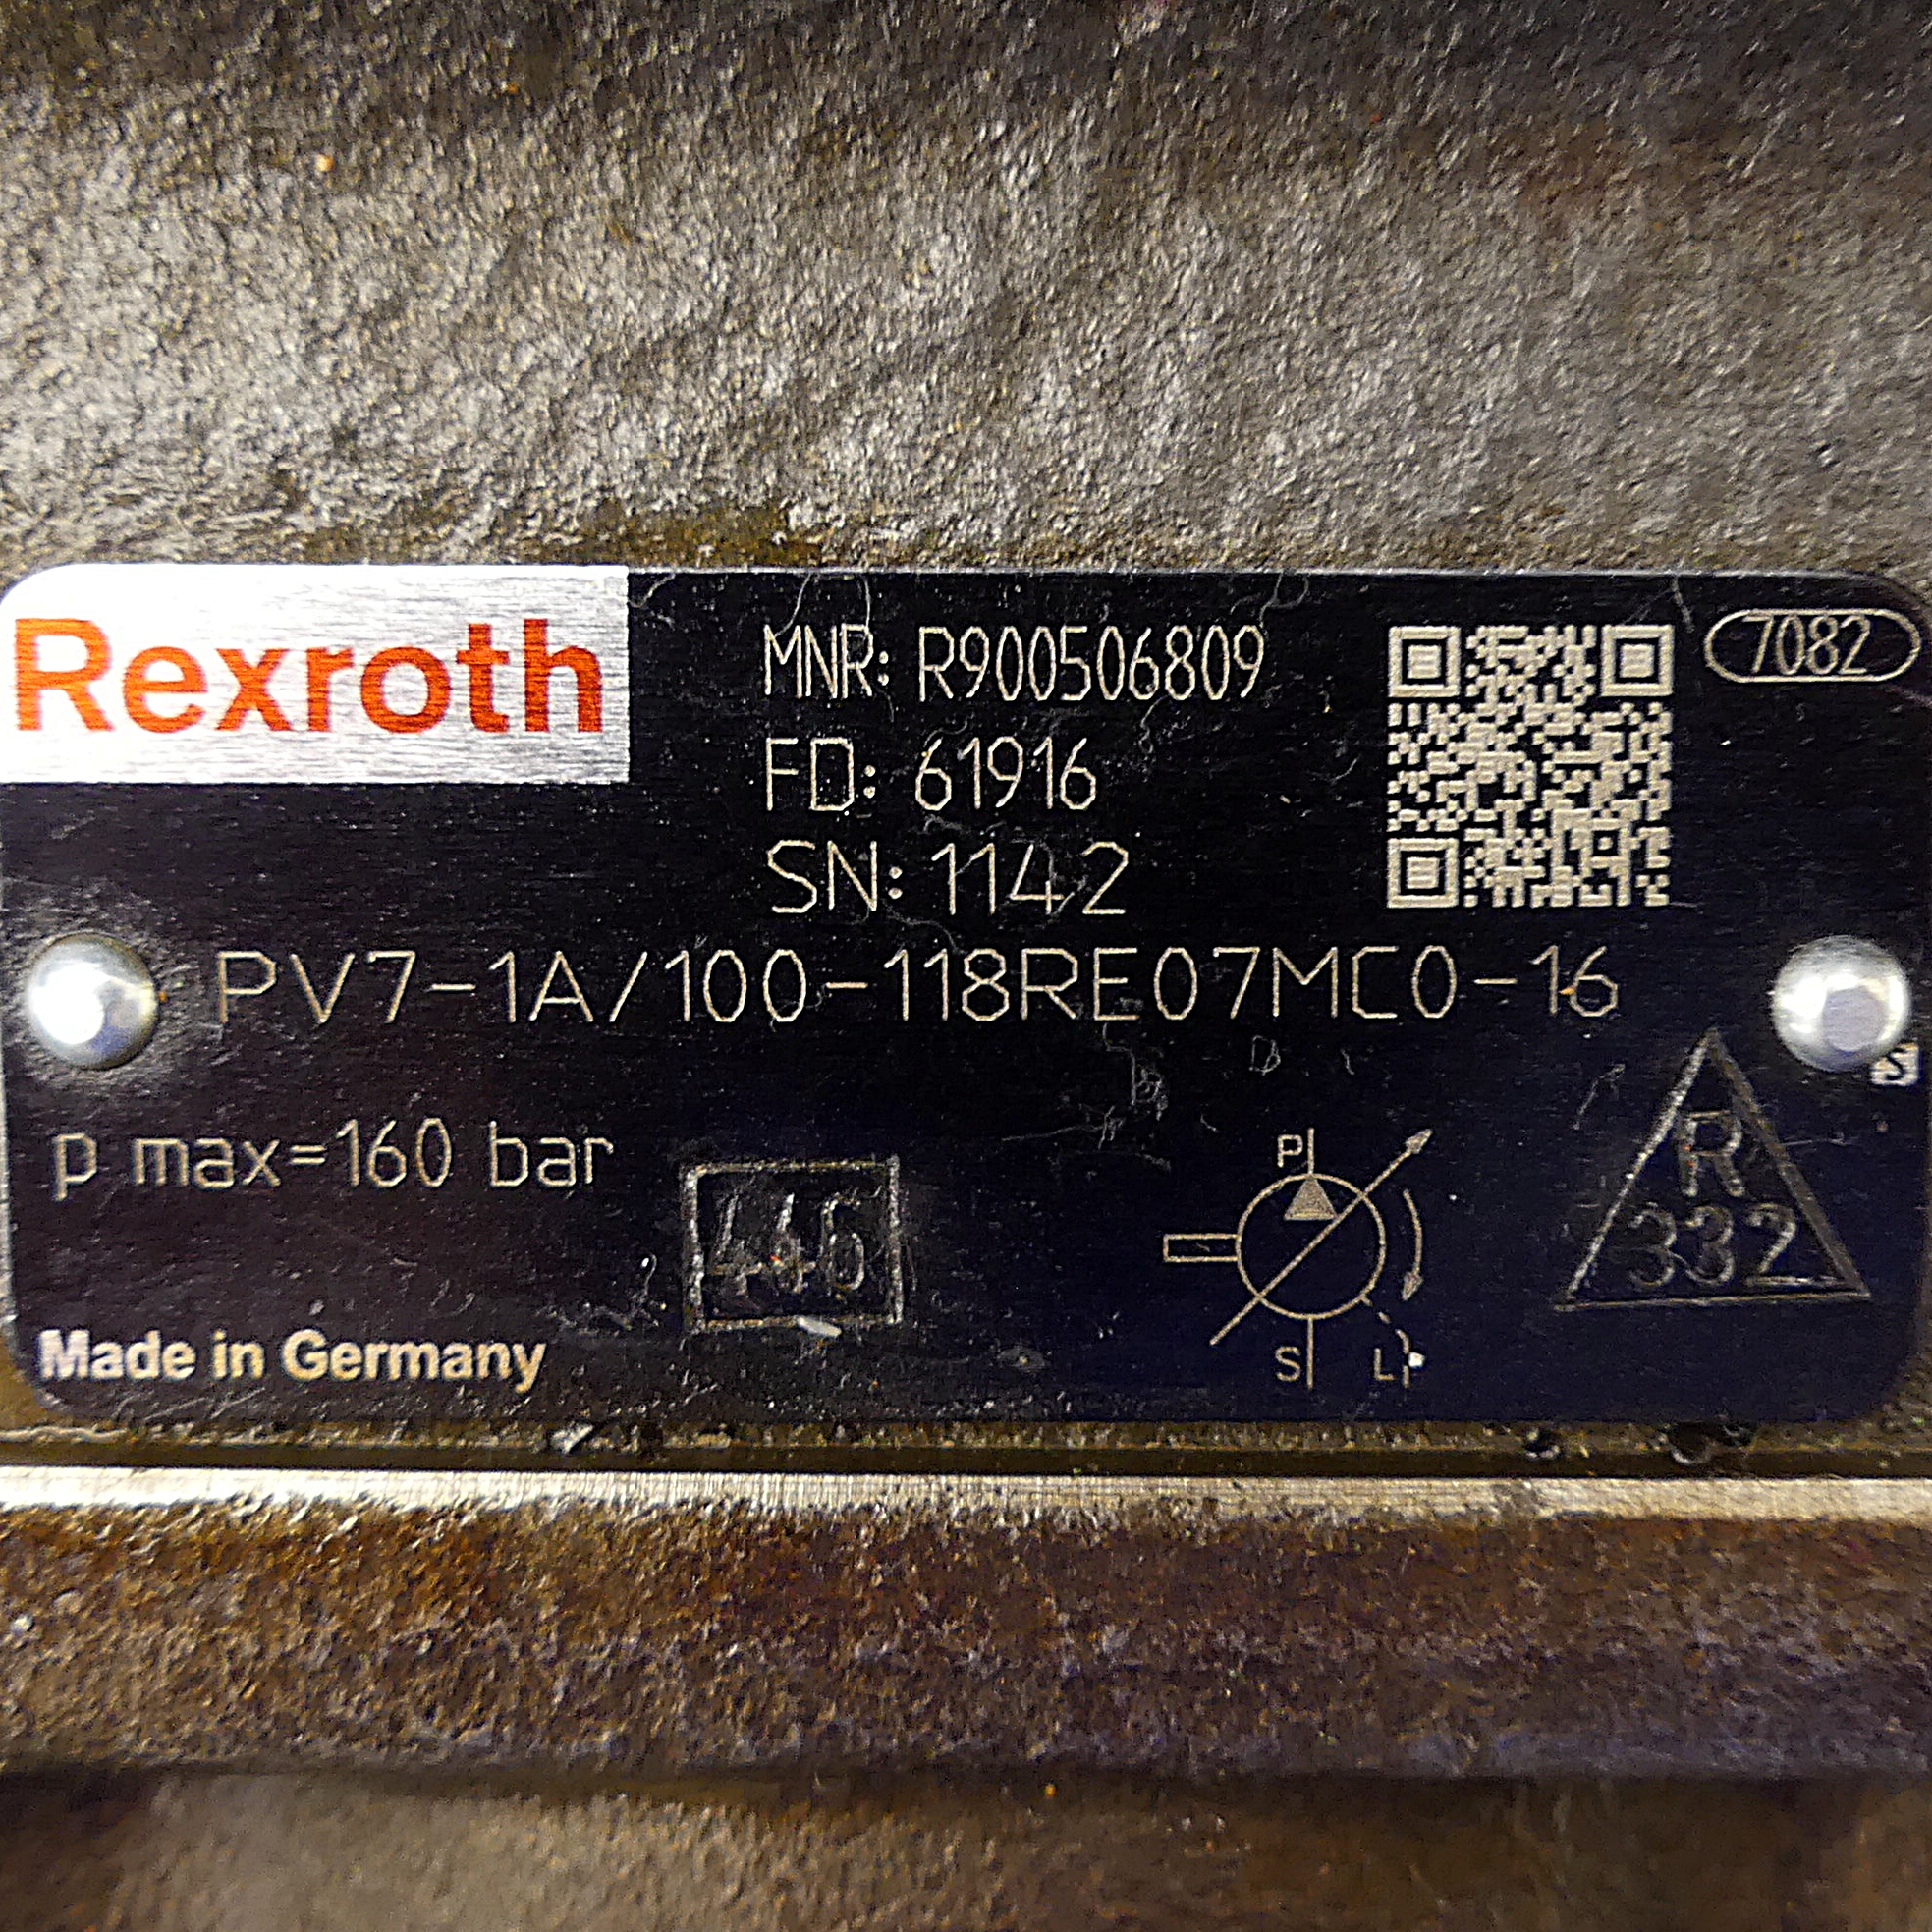 Rexroth
MNR: R900506809
7082
FD: 61916
SN: 1142
PV7-1A/100-118RE07MC0-16
S
p max=160 bar
P
R
332
S
L
Made in Germany